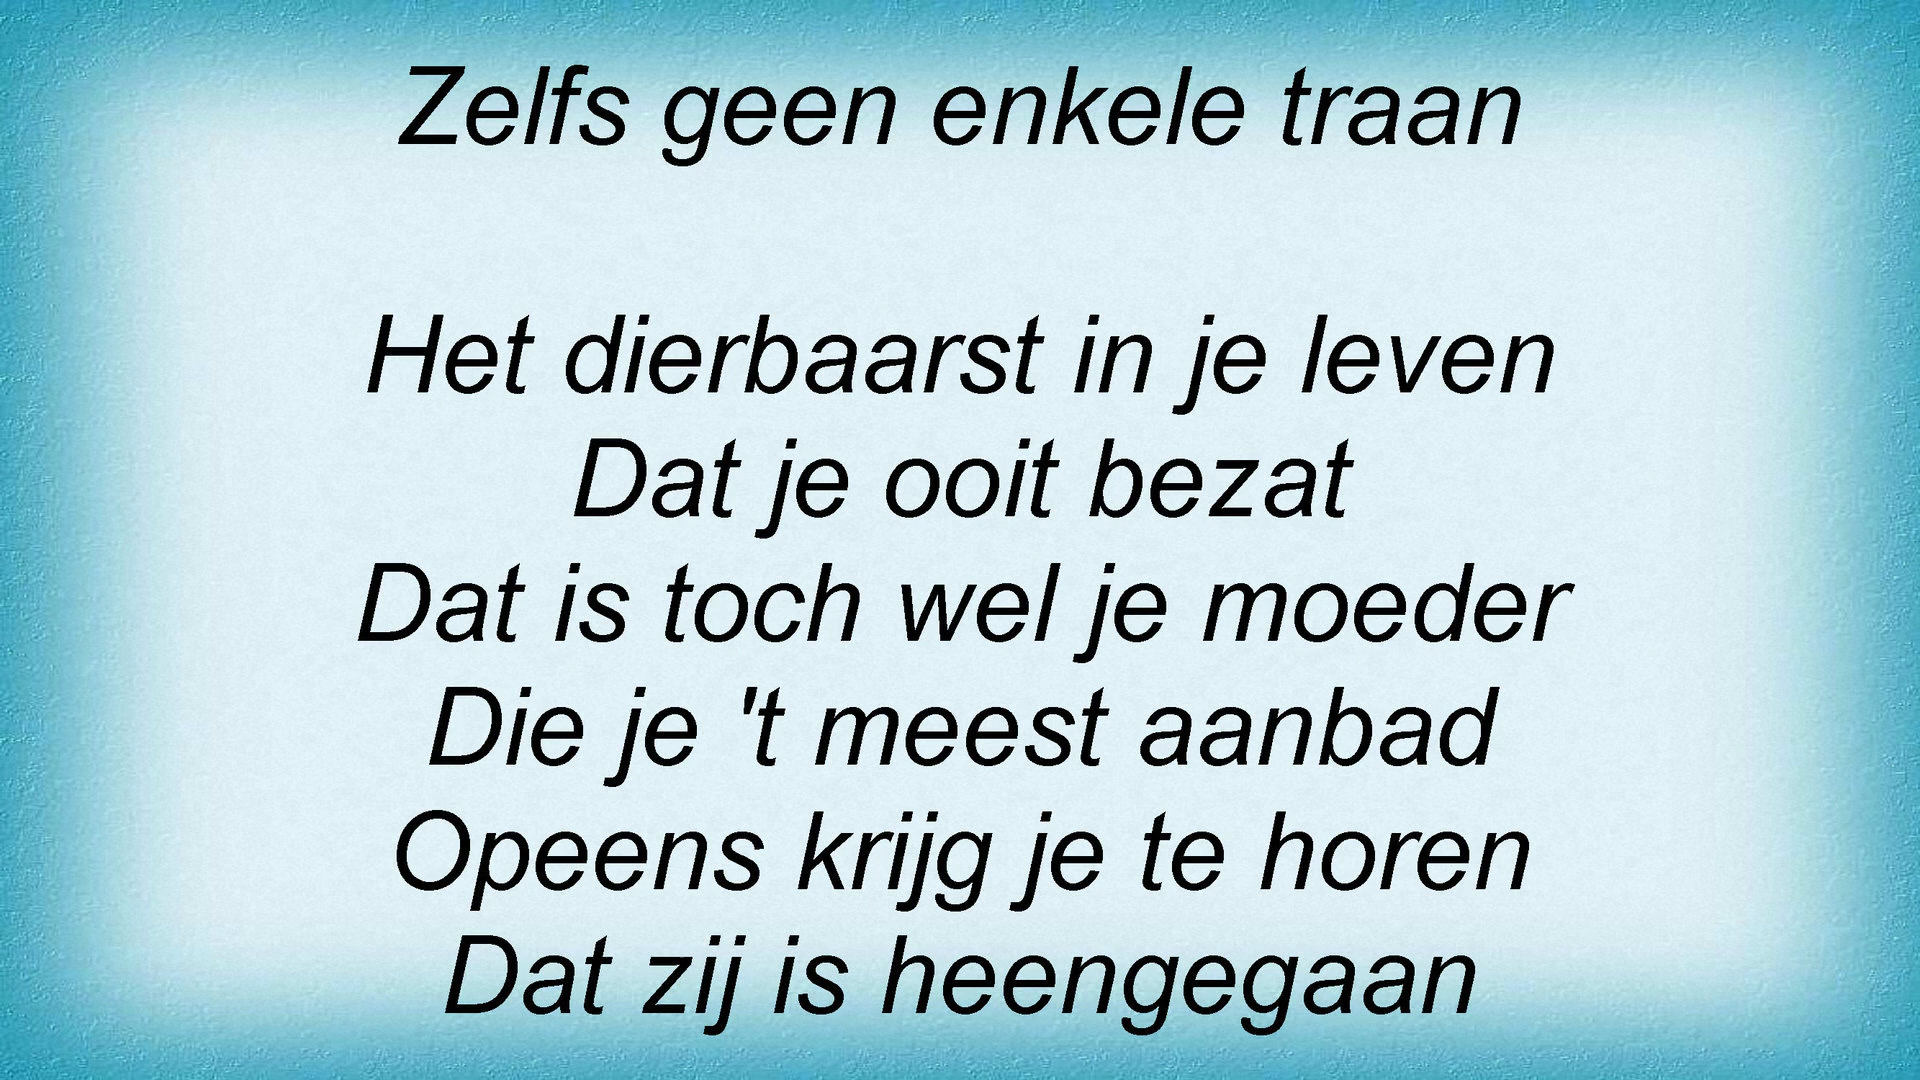 Zelfs geen enkele traan
Het dierbaarst in je leven
Dat je ooit bezat
Dat is toch wel je moeder
Die je 't meest aanbad
Opeens krijg je te horen
Dat zij is heengegaan